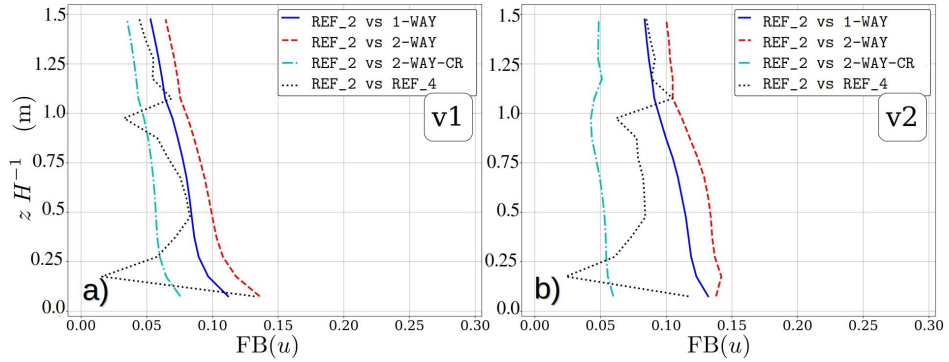 1.5
1.25
1.0
0.75
0.5
0.25
0.0
z H⁻¹ (m)
REF_2 vs 1-WAY
REF_2 vs 2-WAY
REF_2 vs 2-WAY-CR
REF_2 vs REF_4
v1
a)
0.00 0.05 0.10 0.15 0.20 0.25 0.30
FB(u)
1.5
1.25
1.0
0.75
0.5
0.25
0.0
REF_2 vs 1-WAY
REF_2 vs 2-WAY
REF_2 vs 2-WAY-CR
REF_2 vs REF_4
v2
b)
0.00 0.05 0.10 0.15 0.20 0.25 0.30
FB(u)